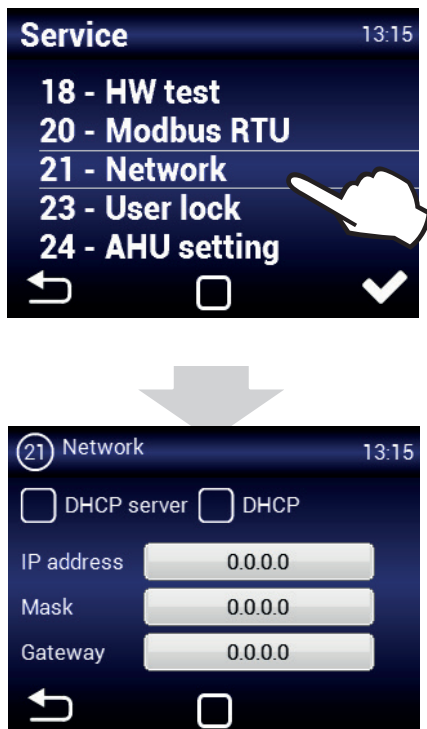 Service 13:15
18 - HW test
20 - Modbus RTU
21 - Network
23 - User lock
24 - AHU setting
21 Network 13:15
DHCP server DHCP
IP address 0.0.0.0
Mask 0.0.0.0
Gateway 0.0.0.0